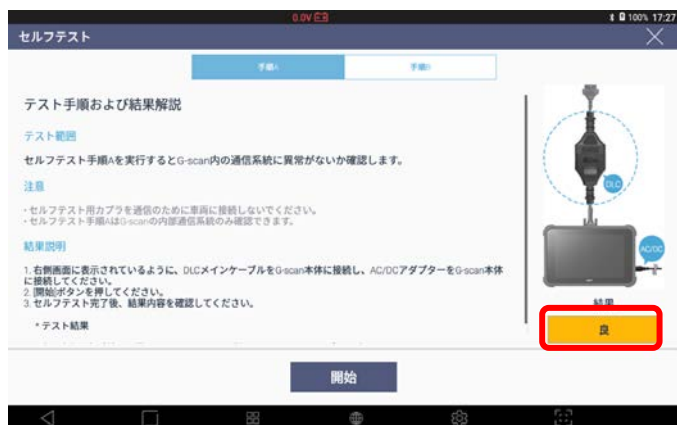 0.0V
100% 17:27
セルフテスト
手順A
手順B
テスト手順および結果解説
テスト範囲
セルフテスト手順Aを実行するとG-scan内の通信系統に異常がないか確認します。
注意
・セルフテスト用カプラを通信のために車両に接続しないでください。
・セルフテスト手順AはG-scanの内部通信系統のみ確認できます。
結果説明
1. 右側画面に表示されているように、DLCメインケーブルをG-scan本体に接続し、AC/DCアダプターをG-scan本体
に接続してください。
2. [開始]ボタンを押してください。
3. セルフテスト完了後、結果内容を確認してください。
* テスト結果
DLC
AC/DC
結果
良
開始